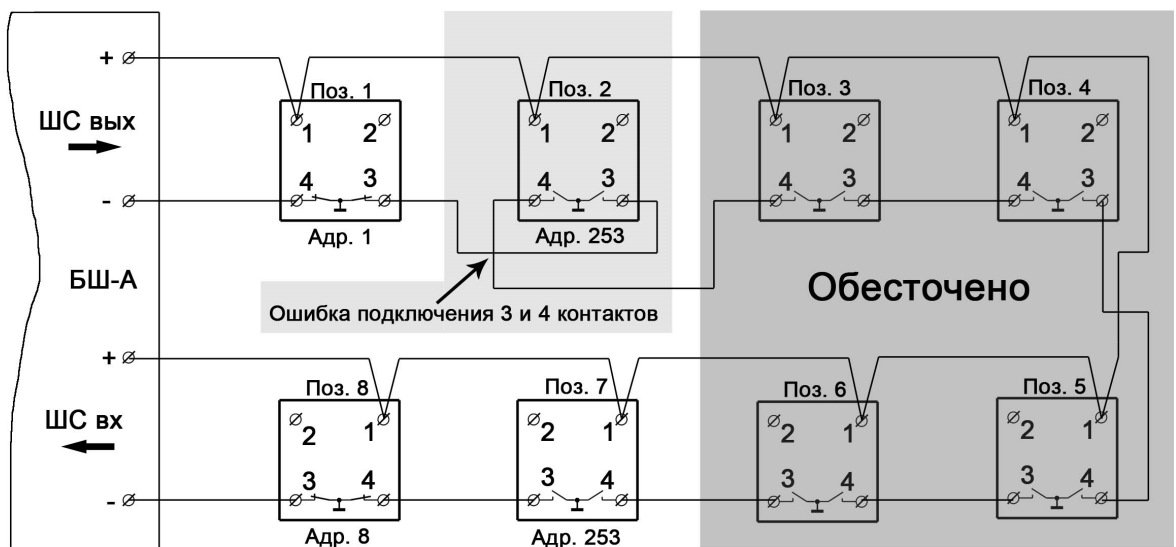 +
ШС вых
-
БШ-А
+
ШС вх
-
Поз. 1
1 2
4 3
Адр. 1
Поз. 2
1 2
4 3
Адр. 253
Ошибка подключения 3 и 4 контактов
Поз. 3
1 2
4 3
Поз. 4
1 2
4 3
Обесточено
Поз. 8
2 1
3 4
Адр. 8
Поз. 7
2 1
3 4
Адр. 253
Поз. 6
2 1
3 4
Поз. 5
2 1
3 4